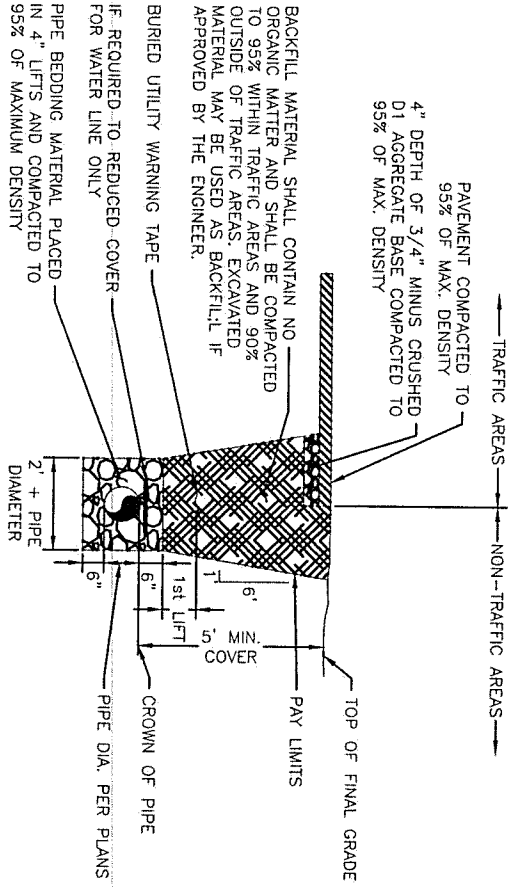 TRAFFIC AREAS
NON-TRAFFIC AREAS
PAVEMENT COMPACTED TO
95% OF MAX. DENSITY
4" DEPTH OF 3/4" MINUS CRUSHED
D1 AGGREGATE BASE COMPACTED TO
95% OF MAX. DENSITY
BACKFILL MATERIAL SHALL CONTAIN NO
ORGANIC MATTER AND SHALL BE COMPACTED
TO 95% WITHIN TRAFFIC AREAS AND 90%
OUTSIDE OF TRAFFIC AREAS. EXCAVATED
MATERIAL MAY BE USED AS BACKFIL:L IF
APPROVED BY THE ENGINEER.
BURIED UTILITY WARNING TAPE
IF REQUIRED TO REDUCED COVER
FOR WATER LINE ONLY
PIPE BEDDING MATERIAL PLACED
IN 4" LIFTS AND COMPACTED TO
95% OF MAXIMUM DENSITY
TOP OF FINAL GRADE
PAY LIMITS
6'
1'
5' MIN.
COVER
1st LIFT
6"
6"
CROWN OF PIPE
PIPE DIA. PER PLANS
2' + PIPE
DIAMETER